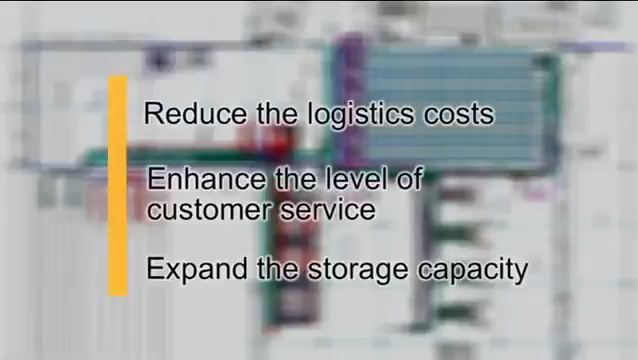 Reduce the logistics costs
Enhance the level of
customer service
Expand the storage capacity